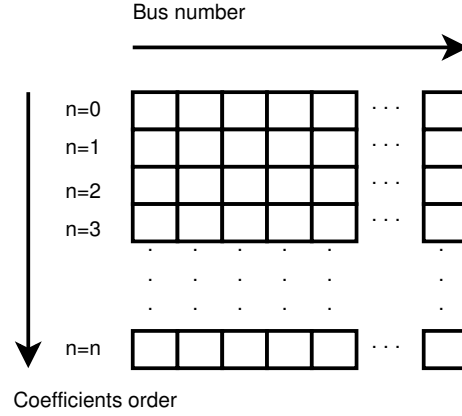 Bus number
n=0
n=1
n=2
n=3
n=n
Coefficients order